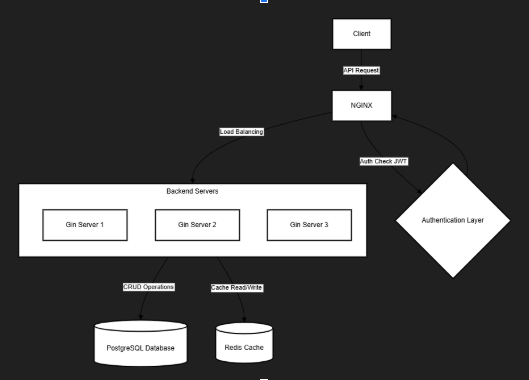 Client
API Request
NGINX
Load Balancing
Auth Check JWT
Backend Servers
Gin Server 1
Gin Server 2
Gin Server 3
Authentication Layer
CRUD Operations
Cache Read/Write
PostgreSQL Database
Redis Cache